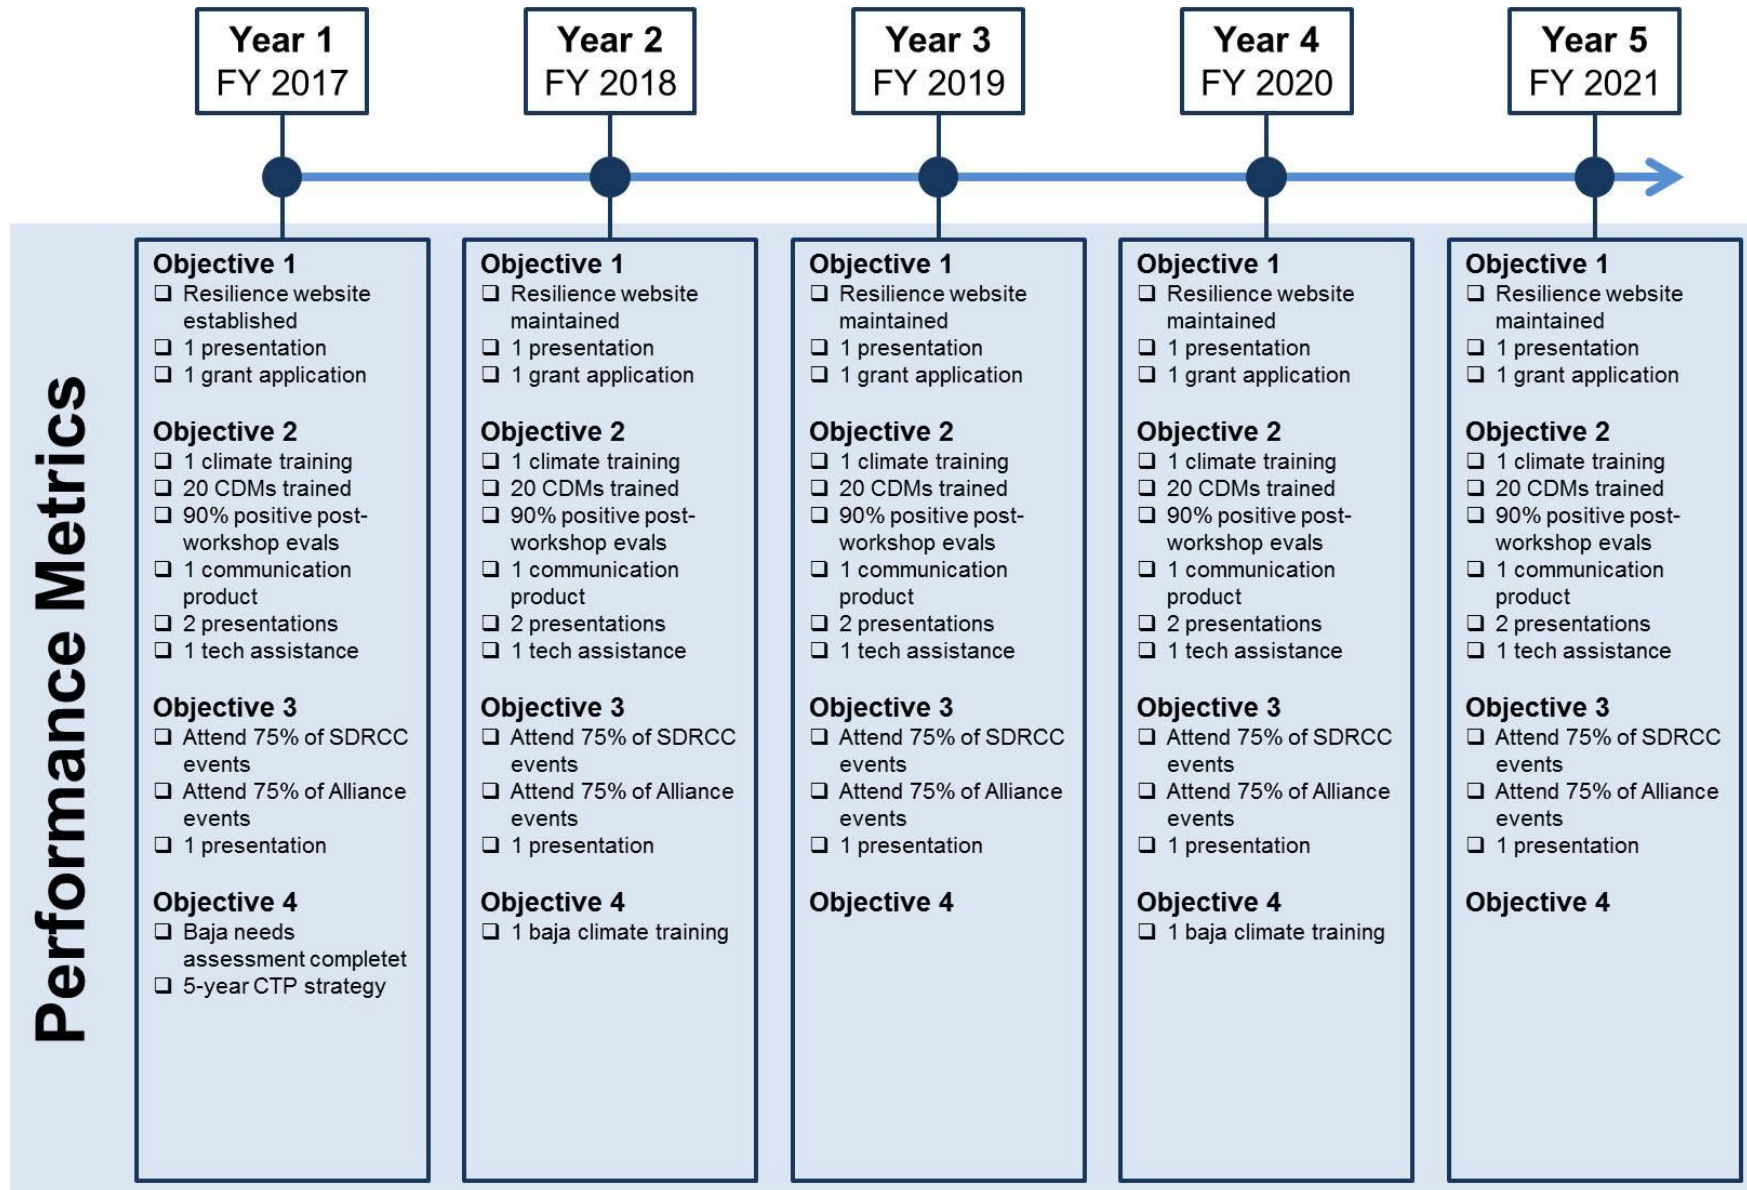 Year 1
FY 2017
Year 2
FY 2018
Year 3
FY 2019
Year 4
FY 2020
Year 5
FY 2021
Performance Metrics
Objective 1
❑ Resilience website
established
❑ 1 presentation
❑ 1 grant application
Objective 2
❑ 1 climate training
❑ 20 CDMs trained
❑ 90% positive post-
workshop evals
❑ 1 communication
product
❑ 2 presentations
❑ 1 tech assistance
Objective 3
❑ Attend 75% of SDRCC
events
❑ Attend 75% of Alliance
events
❑ 1 presentation
Objective 4
❑ Baja needs
assessment completet
❑ 5-year CTP strategy
Objective 1
❑ Resilience website
maintained
❑ 1 presentation
❑ 1 grant application
Objective 2
❑ 1 climate training
❑ 20 CDMs trained
❑ 90% positive post-
workshop evals
❑ 1 communication
product
❑ 2 presentations
❑ 1 tech assistance
Objective 3
❑ Attend 75% of SDRCC
events
❑ Attend 75% of Alliance
events
❑ 1 presentation
Objective 4
❑ 1 baja climate training
Objective 1
❑ Resilience website
maintained
❑ 1 presentation
❑ 1 grant application
Objective 2
❑ 1 climate training
❑ 20 CDMs trained
❑ 90% positive post-
workshop evals
❑ 1 communication
product
❑ 2 presentations
❑ 1 tech assistance
Objective 3
❑ Attend 75% of SDRCC
events
❑ Attend 75% of Alliance
events
❑ 1 presentation
Objective 4
Objective 1
❑ Resilience website
maintained
❑ 1 presentation
❑ 1 grant application
Objective 2
❑ 1 climate training
❑ 20 CDMs trained
❑ 90% positive post-
workshop evals
❑ 1 communication
product
❑ 2 presentations
❑ 1 tech assistance
Objective 3
❑ Attend 75% of SDRCC
events
❑ Attend 75% of Alliance
events
❑ 1 presentation
Objective 4
❑ 1 baja climate training
Objective 1
❑ Resilience website
maintained
❑ 1 presentation
❑ 1 grant application
Objective 2
❑ 1 climate training
❑ 20 CDMs trained
❑ 90% positive post-
workshop evals
❑ 1 communication
product
❑ 2 presentations
❑ 1 tech assistance
Objective 3
❑ Attend 75% of SDRCC
events
❑ Attend 75% of Alliance
events
❑ 1 presentation
Objective 4